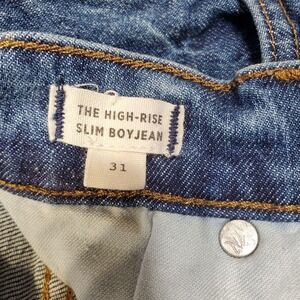 THE HIGH-RISE
SLIM BOYJEAN
31